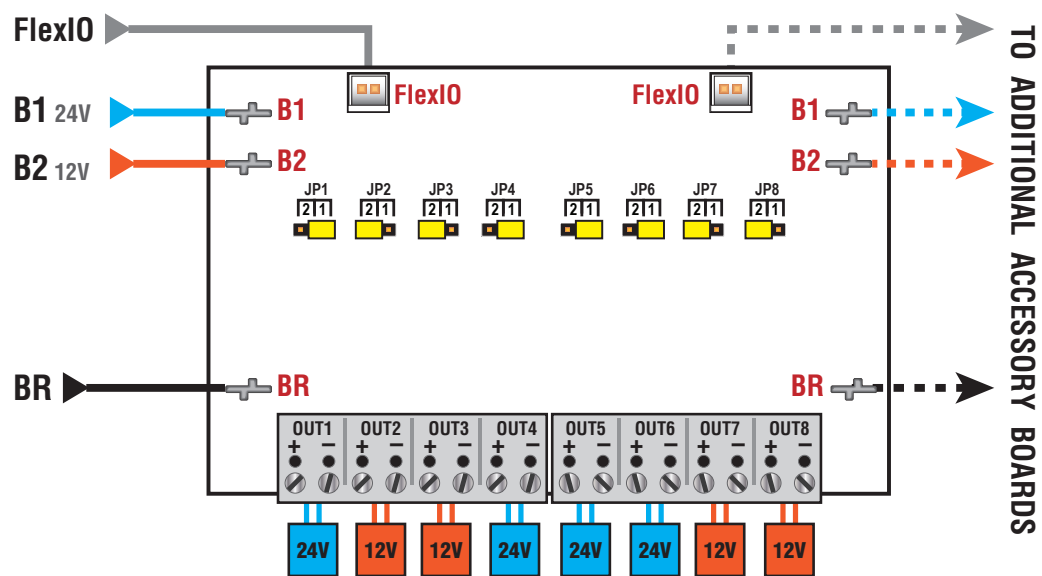 FlexIO
FlexIO
FlexIO
B1 24V
B1
B1
B2 12V
B2
B2
JP1 JP2 JP3 JP4 JP5 JP6 JP7 JP8
2 1 2 1 2 1 2 1 2 1 2 1 2 1 2 1
BR
BR
BR
OUT1 OUT2 OUT3 OUT4 OUT5 OUT6 OUT7 OUT8
+ − + − + − + − + − + − + − + −
24V 12V 12V 24V 24V 24V 12V 12V
TO ADDITIONAL ACCESSORY BOARDS